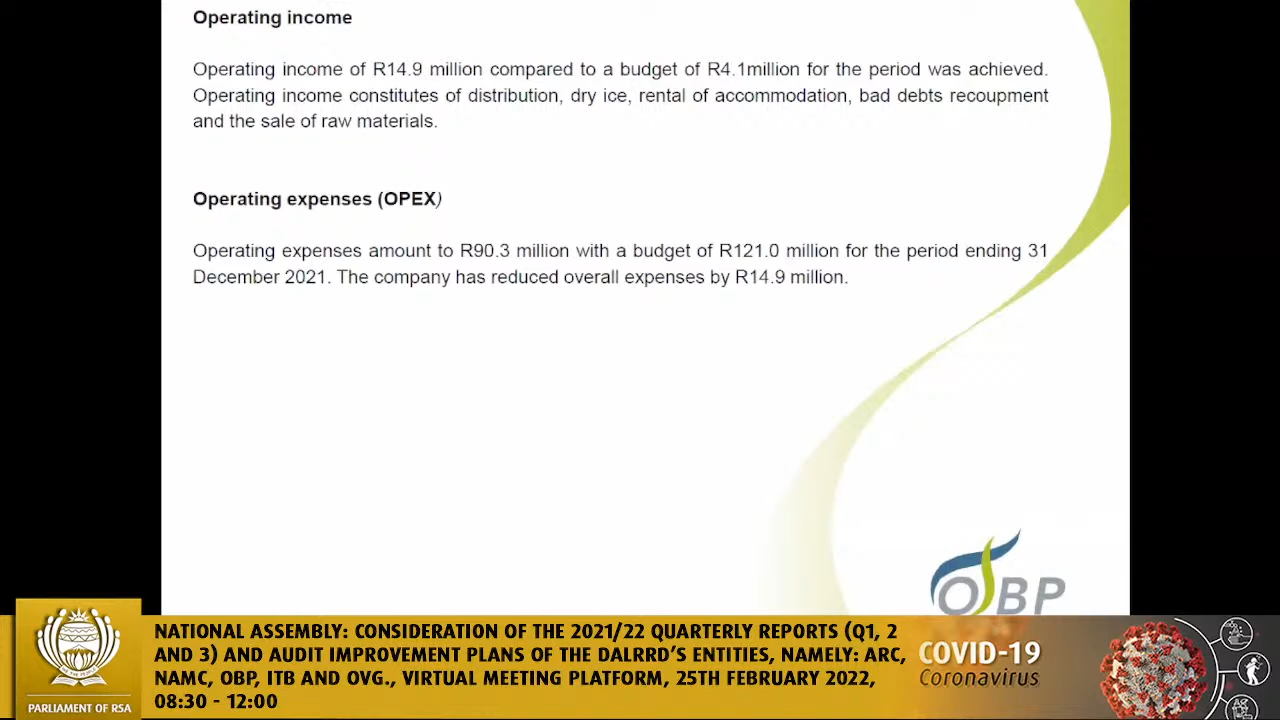 Operating income
Operating income of R14.9 million compared to a budget of R4.1million for the period was achieved.
Operating income constitutes of distribution, dry ice, rental of accommodation, bad debts recoupment
and the sale of raw materials.
Operating expenses (OPEX)
Operating expenses amount to R90.3 million with a budget of R121.0 million for the period ending 31
December 2021. The company has reduced overall expenses by R14.9 million.
OBP
NATIONAL ASSEMBLY: CONSIDERATION OF THE 2021/22 QUARTERLY REPORTS (Q1, 2
AND 3) AND AUDIT IMPROVEMENT PLANS OF THE DALRRD'S ENTITIES, NAMELY: ARC,
NAMC, OBP, ITB AND OVG., VIRTUAL MEETING PLATFORM, 25TH FEBRUARY 2022,
08:30 - 12:00
PARLIAMENT OF RSA
COVID-19
Coronavirus